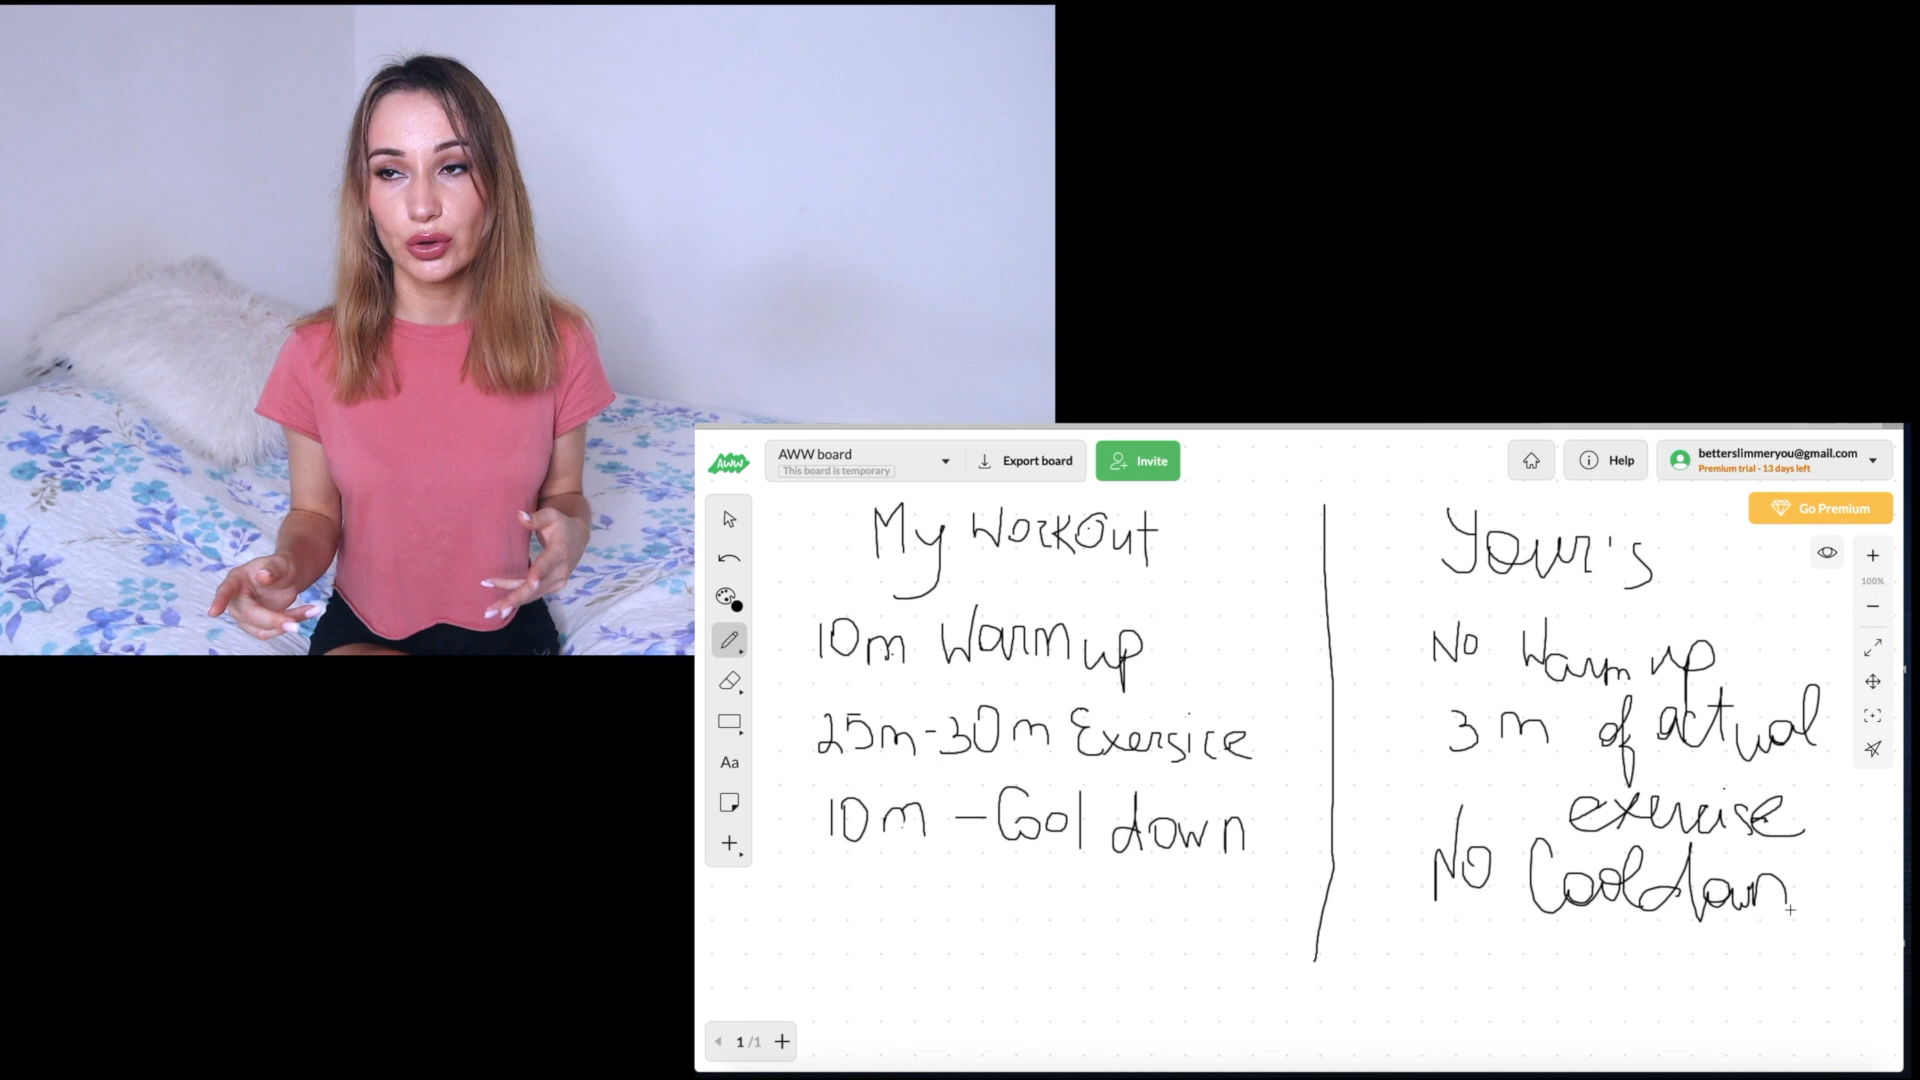 AWW
AWW board
This board is temporary
Export board
Invite
Help
betterslimmeryou@gmail.com
Premium trial - 13 days left
Go Premium
100%
Aa
My Workout
10m Warm up
25m-30m Exersice
10m - Cool down
Your's
No Warm up
3 m of actual
exercise
No Cooldown
1 /1